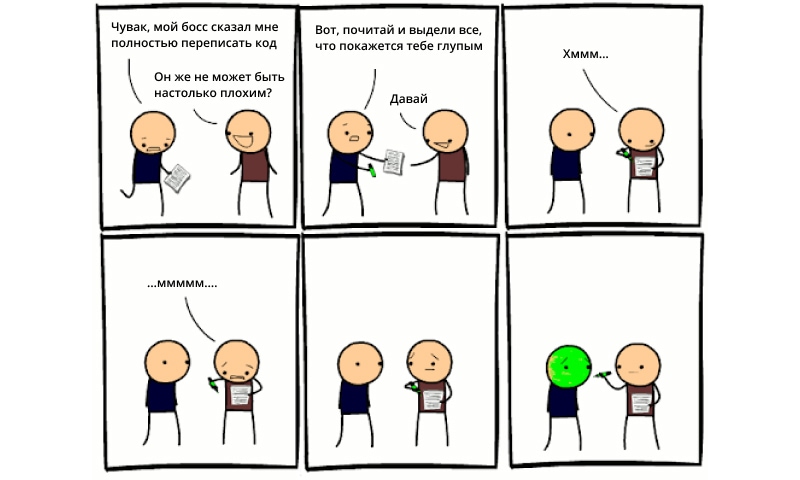 Чувак, мой босс сказал мне
полностью переписать код
Он же не может быть
настолько плохим?
Вот, почитай и выдели все,
что покажется тебе глупым
Давай
Хммм...
...ммммм....